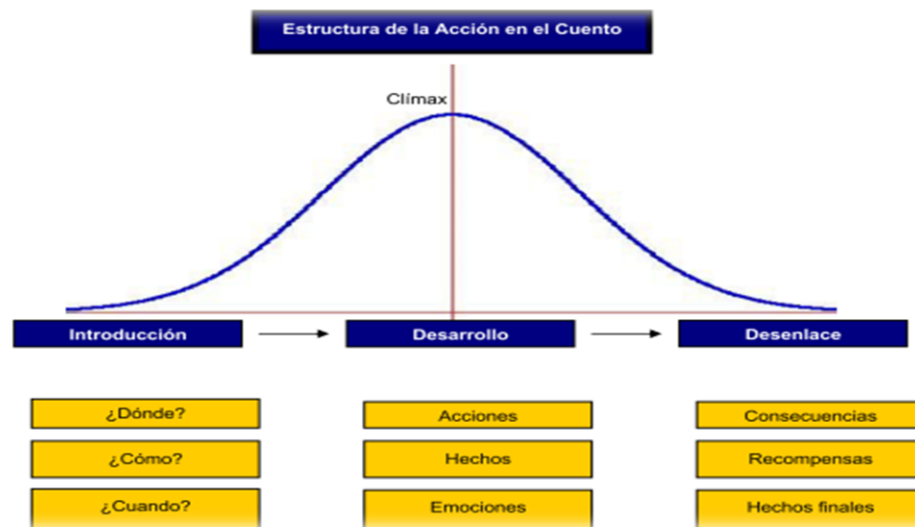 Estructura de la Acción en el Cuento
Clímax
Introducción
Desarrollo
Desenlace
¿Dónde?
Acciones
Consecuencias
¿Cómo?
Hechos
Recompensas
¿Cuando?
Emociones
Hechos finales